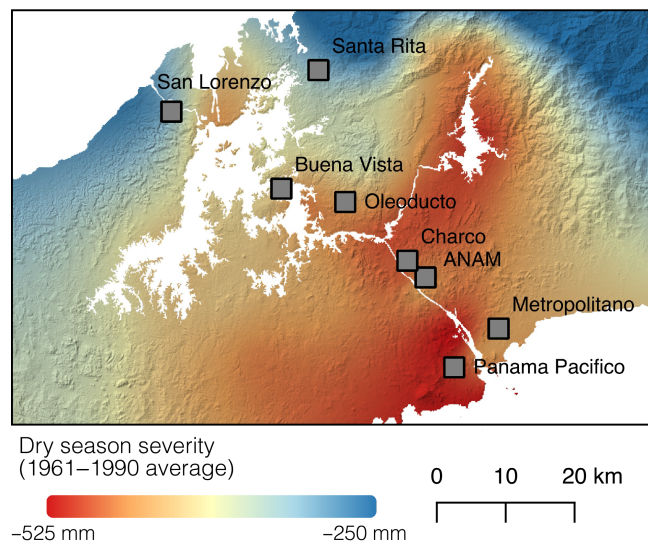 Santa Rita
San Lorenzo
Buena Vista
Oleoducto
Charco
ANAM
Metropolitano
Panama Pacifico
Dry season severity
(1961–1990 average)
0 10 20 km
–525 mm –250 mm